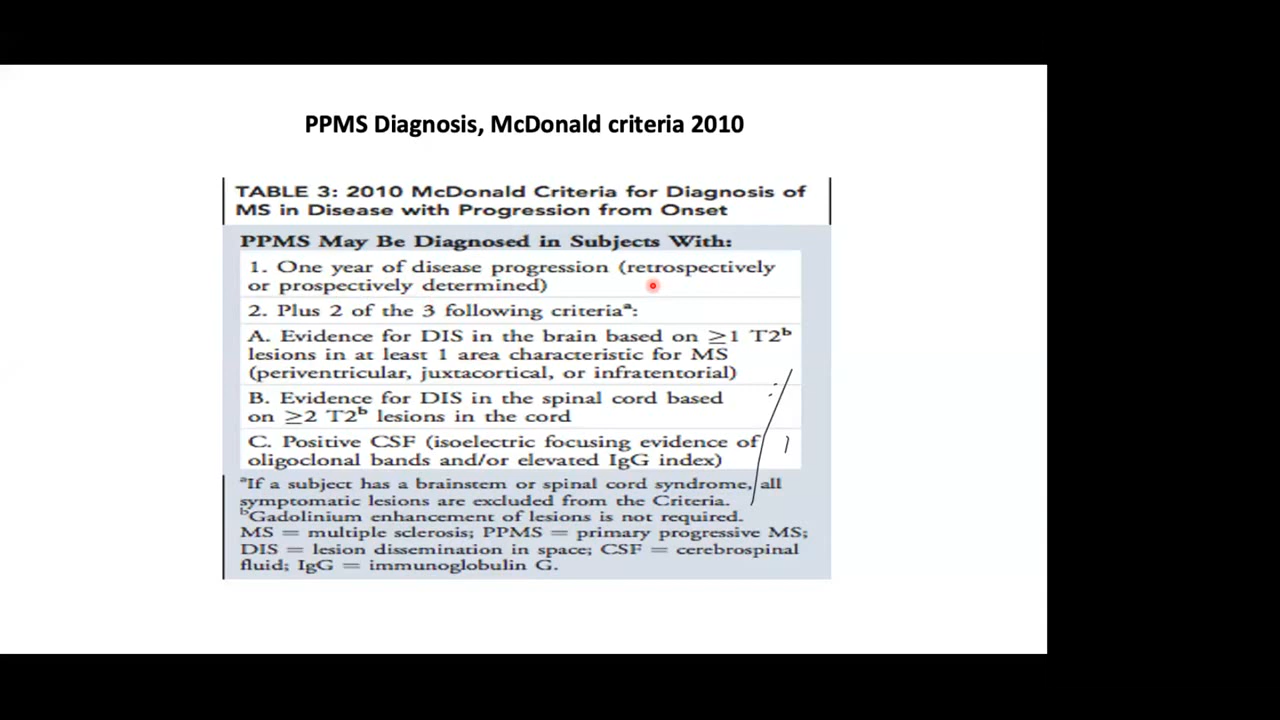 PPMS Diagnosis, McDonald criteria 2010
TABLE 3: 2010 McDonald Criteria for Diagnosis of
MS in Disease with Progression from Onset
PPMS May Be Diagnosed in Subjects With:
1. One year of disease progression (retrospectively
or prospectively determined)
2. Plus 2 of the 3 following criteriaᵃ:
A. Evidence for DIS in the brain based on ≥1 T2ᵇ
lesions in at least 1 area characteristic for MS
(periventricular, juxtacortical, or infratentorial)
B. Evidence for DIS in the spinal cord based
on ≥2 T2ᵇ lesions in the cord
C. Positive CSF (isoelectric focusing evidence of
oligoclonal bands and/or elevated IgG index)
ᵃIf a subject has a brainstem or spinal cord syndrome, all
symptomatic lesions are excluded from the Criteria.
ᵇGadolinium enhancement of lesions is not required.
MS = multiple sclerosis; PPMS = primary progressive MS;
DIS = lesion dissemination in space; CSF = cerebrospinal
fluid; IgG = immunoglobulin G.